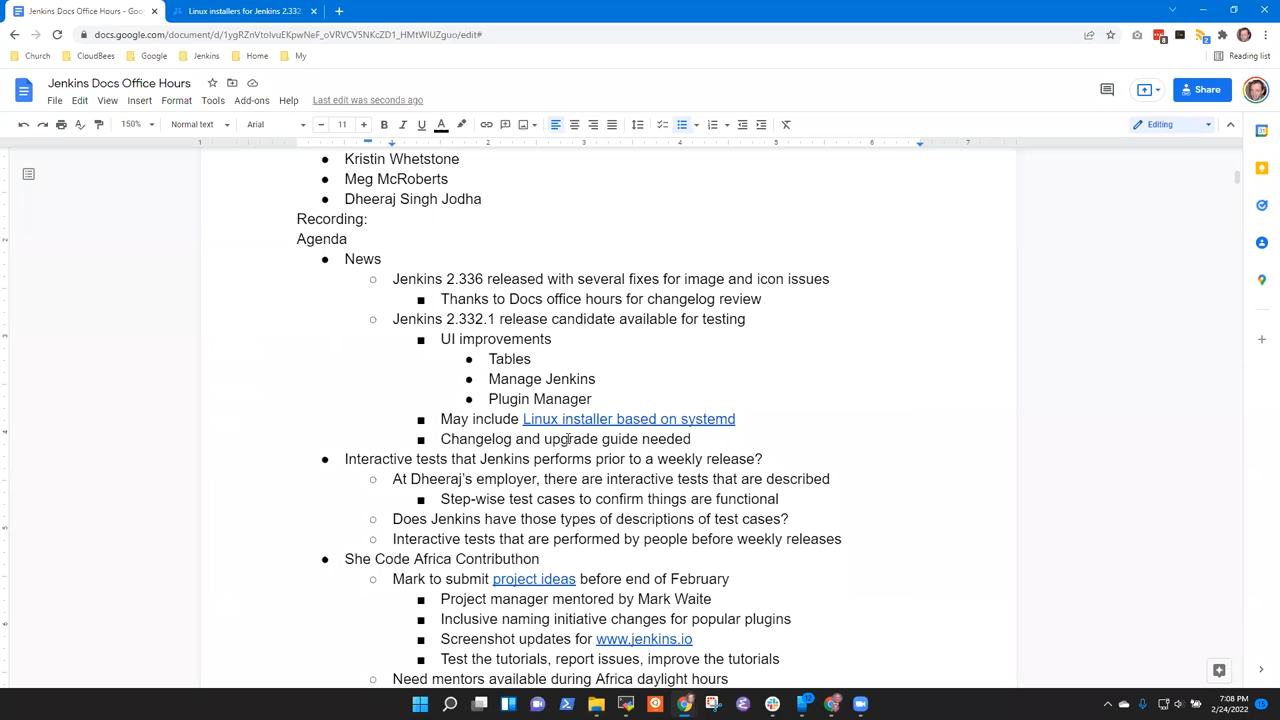 Jenkins Docs Office Hours - Goo
Linux installers for Jenkins 2.332.
docs.google.com/document/d/1ygRZnVtoIvuEKpwNeF_oVRVCV5NKcZD1_HMtWlUZguo/edit#
Church CloudBees Google Jenkins Home My Reading list
Jenkins Docs Office Hours
File Edit View Insert Format Tools Add-ons Help Last edit was seconds ago
Share
150% Normal text Arial 11 Editing
1 1 2 3 4 5 6 7
Kristin Whetstone
Meg McRoberts
Dheeraj Singh Jodha
Recording:
Agenda
● News
○ Jenkins 2.336 released with several fixes for image and icon issues
■ Thanks to Docs office hours for changelog review
○ Jenkins 2.332.1 release candidate available for testing
■ UI improvements
● Tables
● Manage Jenkins
● Plugin Manager
■ May include Linux installer based on systemd
■ Changelog and upgrade guide needed
● Interactive tests that Jenkins performs prior to a weekly release?
○ At Dheeraj's employer, there are interactive tests that are described
■ Step-wise test cases to confirm things are functional
○ Does Jenkins have those types of descriptions of test cases?
○ Interactive tests that are performed by people before weekly releases
● She Code Africa Contributhon
○ Mark to submit project ideas before end of February
■ Project manager mentored by Mark Waite
■ Inclusive naming initiative changes for popular plugins
■ Screenshot updates for www.jenkins.io
■ Test the tutorials, report issues, improve the tutorials
○ Need mentors available during Africa daylight hours
7:08 PM
2/24/2022